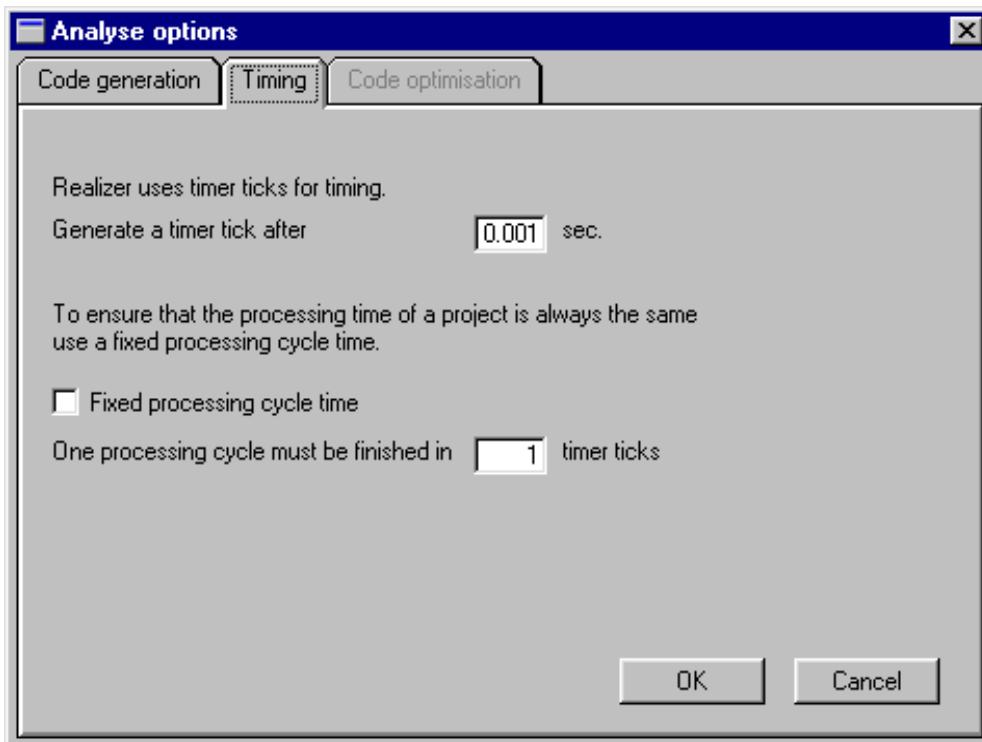 Analyse options
Code generation Timing Code optimisation
Realizer uses timer ticks for timing.
Generate a timer tick after 0.001 sec.
To ensure that the processing time of a project is always the same
use a fixed processing cycle time.
Fixed processing cycle time
One processing cycle must be finished in 1 timer ticks
OK Cancel